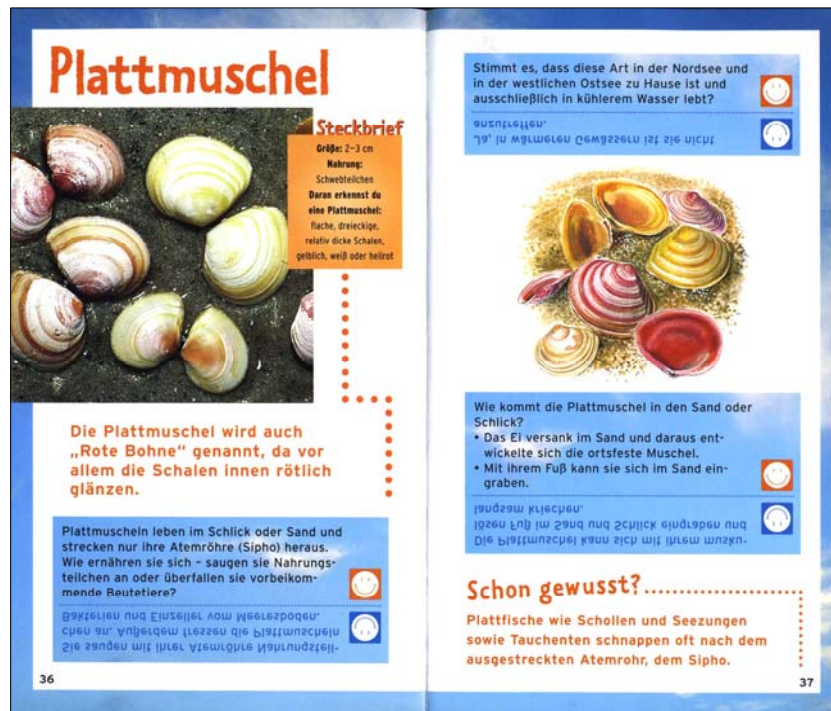 Plattmuschel
Steckbrief
Größe: 2–3 cm
Nahrung:
Schwebteilchen
Daran erkennst du
eine Plattmuschel:
flache, dreieckige,
relativ dicke Schalen,
gelblich, weiß oder hellrot
Die Plattmuschel wird auch
„Rote Bohne“ genannt, da vor
allem die Schalen innen rötlich
glänzen.
Plattmuscheln leben im Schlick oder Sand und
strecken nur ihre Atemröhre (Sipho) heraus.
Wie ernähren sie sich – saugen sie Nahrungs-
teilchen an oder überfallen sie vorbeikom-
mende Beutetiere?
Sie saugen mit ihrer Atemröhre Nahrungsteil-
chen an. Außerdem fressen die Plattmuscheln
Bakterien und Einzeller vom Meeresboden.
36
Stimmt es, dass diese Art in der Nordsee und
in der westlichen Ostsee zu Hause ist und
ausschließlich in kühlerem Wasser lebt?
Ja, in wärmeren Gewässern ist sie nicht
anzutreffen.
Wie kommt die Plattmuschel in den Sand oder
Schlick?
• Das Ei versank im Sand und daraus ent-
wickelte sich die ortsfeste Muschel.
• Mit ihrem Fuß kann sie sich im Sand ein-
graben.
Die Plattmuschel kann sich mit ihrem musku-
lösen Fuß im Sand und Schlick eingraben und
langsam kriechen.
Schon gewusst?
Plattfische wie Schollen und Seezungen
sowie Tauchenten schnappen oft nach dem
ausgestreckten Atemrohr, dem Sipho.
37